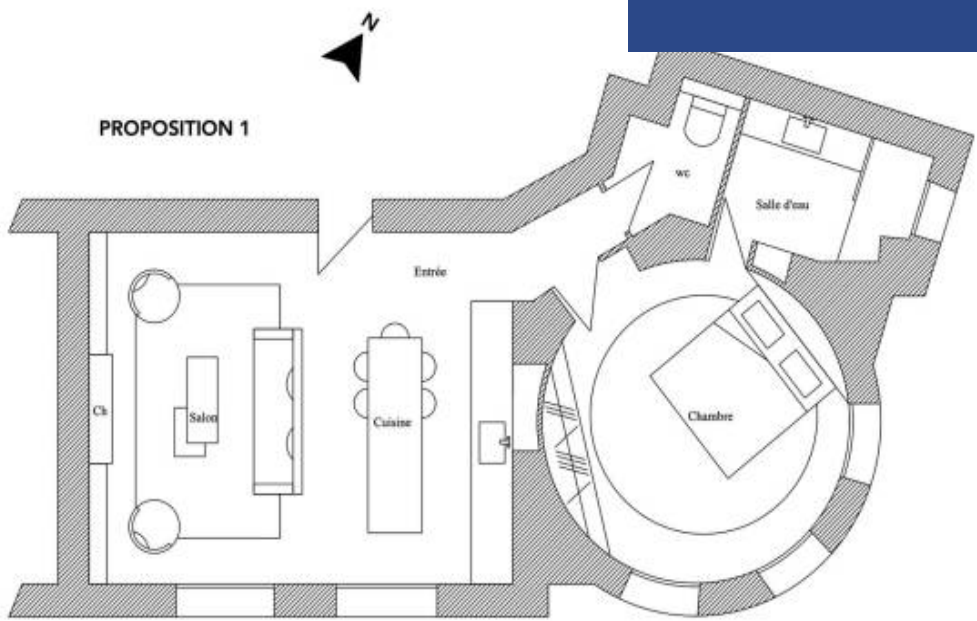 N
PROPOSITION 1
wc
Salle d'eau
Entrée
Ch
Salon
Cuisine
Chambre